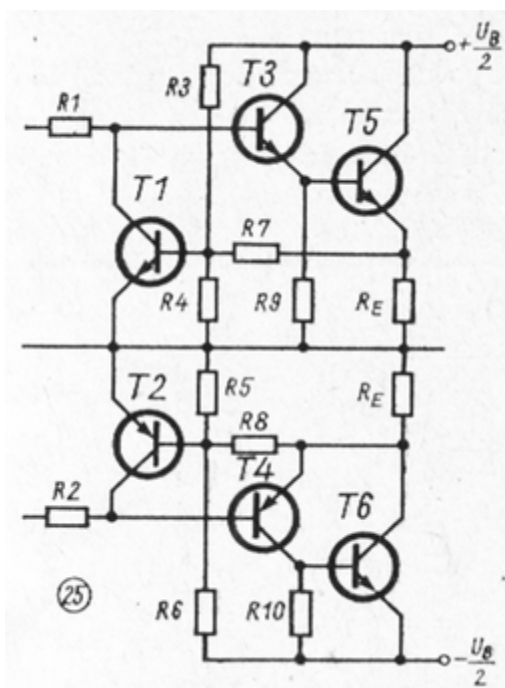 + U_B/2
T3
R3
R1
T5
T1
R7
R4
R9
R_E
T2
R5
R_E
R8
T4
R2
T6
25
R6
R10
- U_B/2